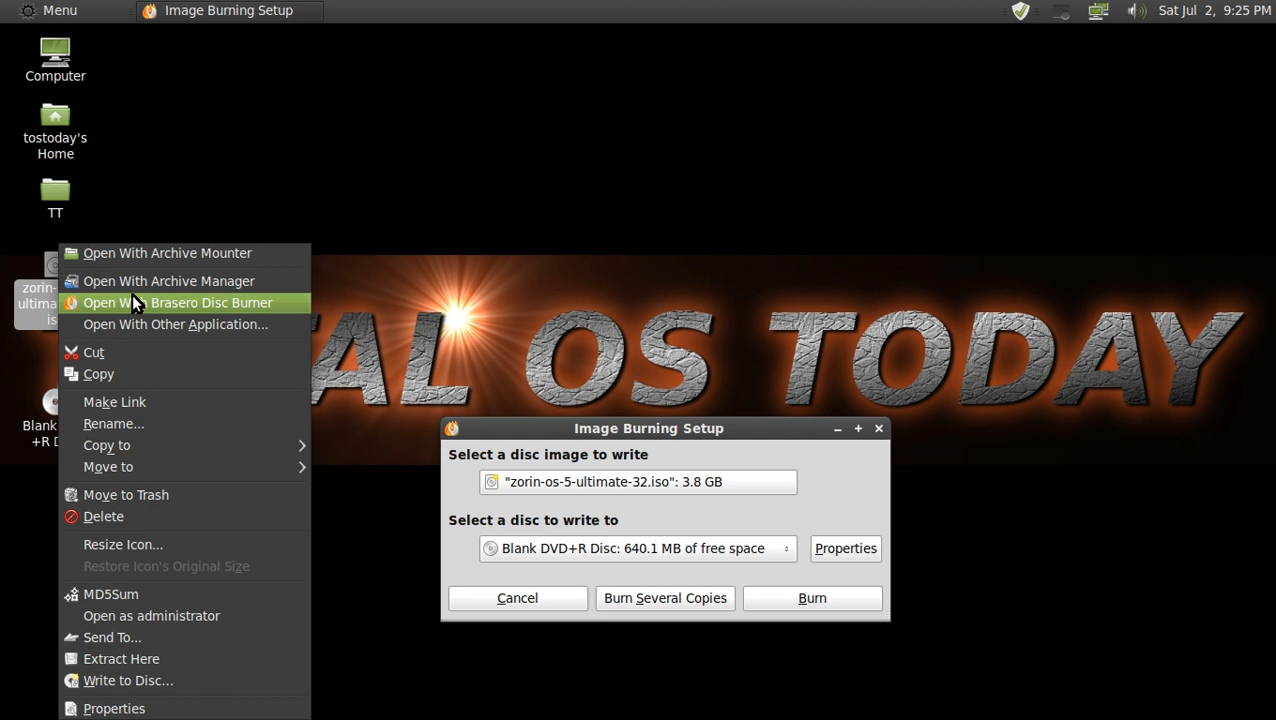 Menu
Image Burning Setup
Sat Jul 2, 9:25 PM
Computer
tostoday's
Home
TT
zorin-
ultima
is
Blank
+R D
Open With Archive Mounter
Open With Archive Manager
Open With Brasero Disc Burner
Open With Other Application...
Cut
Copy
Make Link
Rename...
Copy to
Move to
Move to Trash
Delete
Resize Icon...
Restore Icon's Original Size
MD5Sum
Open as administrator
Send To...
Extract Here
Write to Disc...
Properties
AL OS TODAY
Image Burning Setup
Select a disc image to write
"zorin-os-5-ultimate-32.iso": 3.8 GB
Select a disc to write to
Blank DVD+R Disc: 640.1 MB of free space
Properties
Cancel
Burn Several Copies
Burn